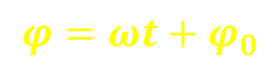 φ = ωt + φ₀